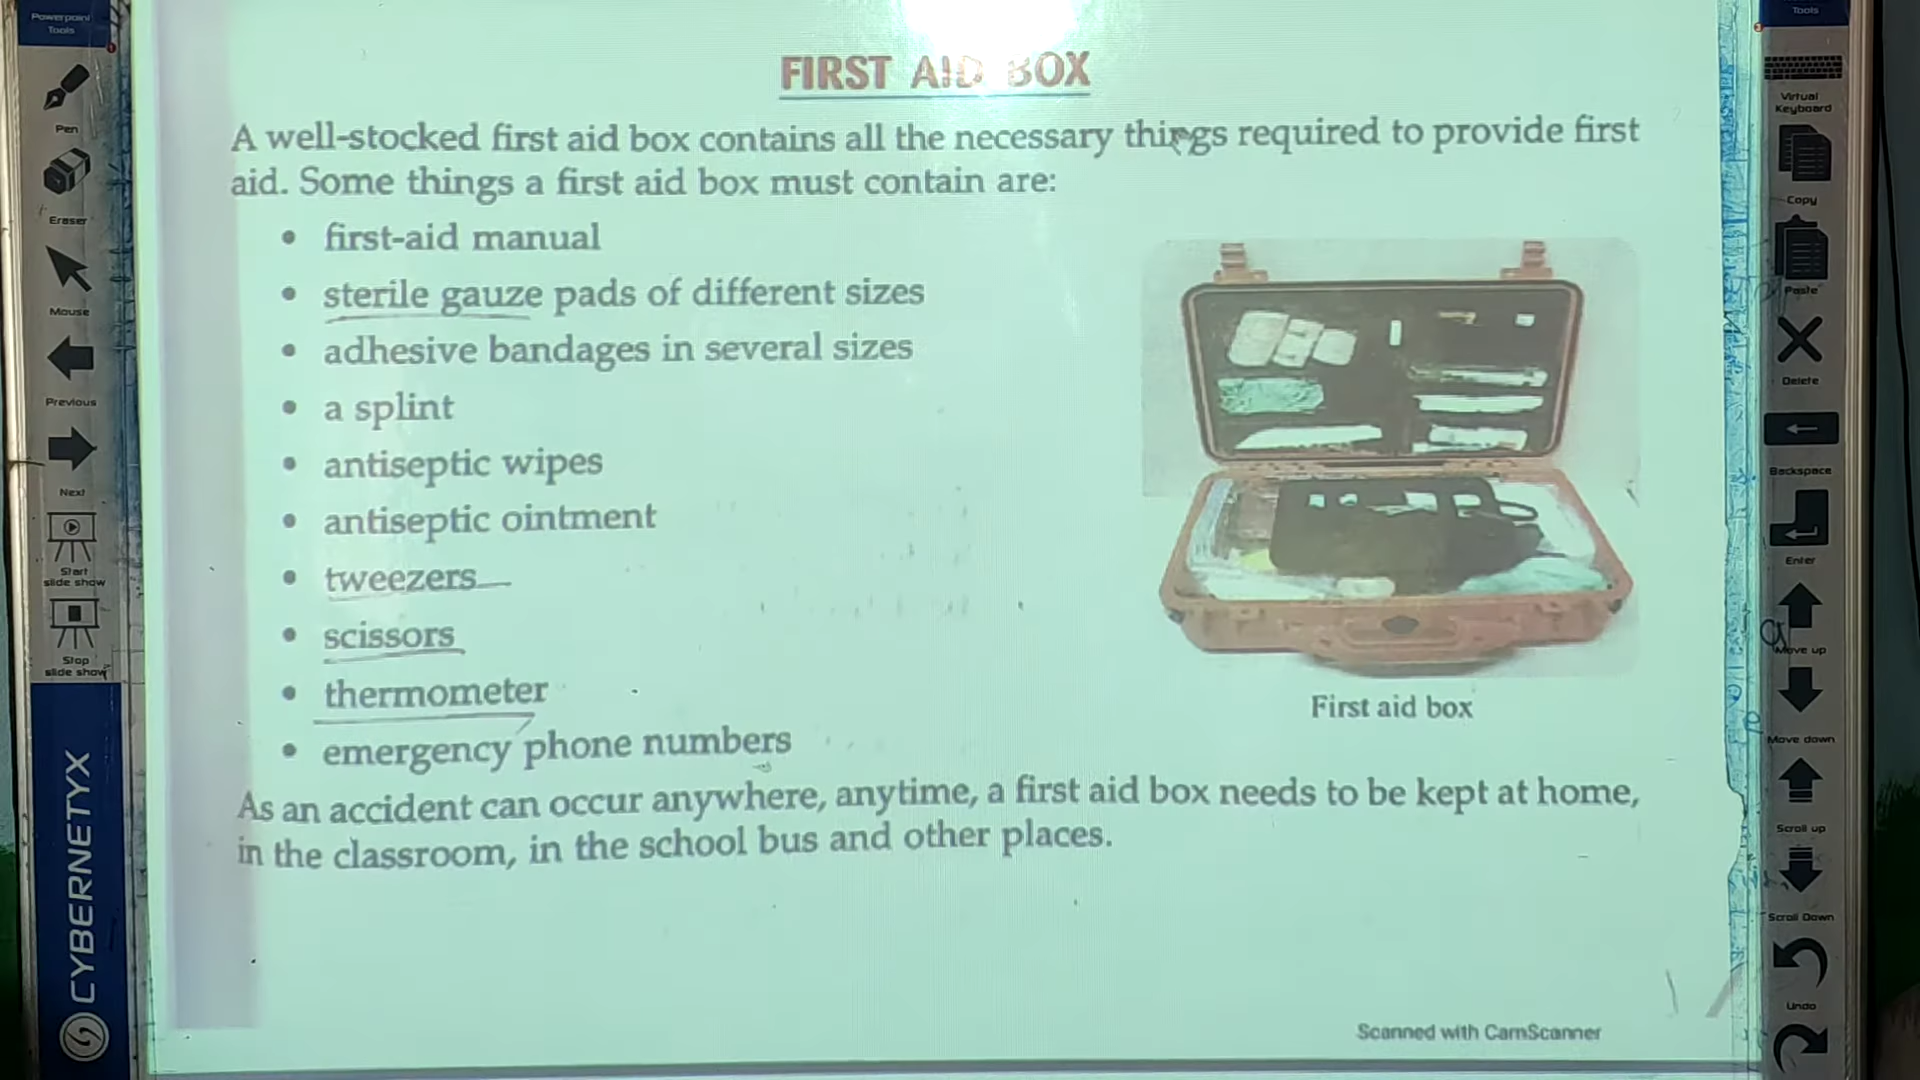 Powerpoint
Tools
Pen
Eraser
Mouse
Previous
Next
Start
slide show
Stop
slide show
CYBERNETYX
FIRST AID BOX
A well-stocked first aid box contains all the necessary things required to provide first
aid. Some things a first aid box must contain are:
• first-aid manual
• sterile gauze pads of different sizes
• adhesive bandages in several sizes
• a splint
• antiseptic wipes
• antiseptic ointment
• tweezers
• scissors
• thermometer
• emergency phone numbers
First aid box
As an accident can occur anywhere, anytime, a first aid box needs to be kept at home,
in the classroom, in the school bus and other places.
Scanned with CamScanner
Tools
Virtual
Keyboard
Copy
Paste
Delete
Backspace
Enter
Move up
Move down
Scroll up
Scroll Down
Undo